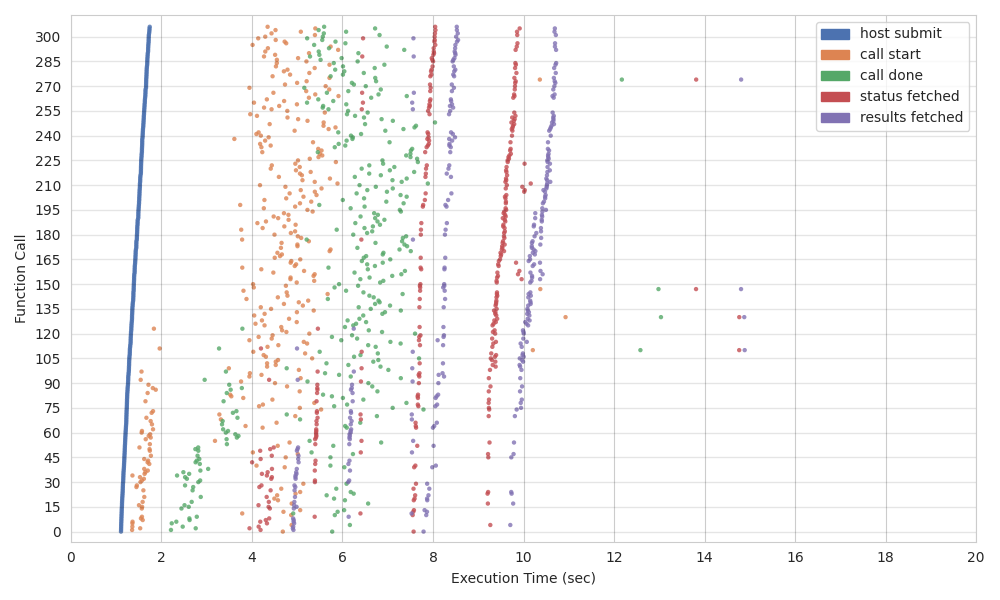 host submit
call start
call done
status fetched
results fetched
300
285
270
255
240
225
210
195
180
165
150
135
120
105
90
75
60
45
30
15
0
Function Call
0 2 4 6 8 10 12 14 16 18 20
Execution Time (sec)